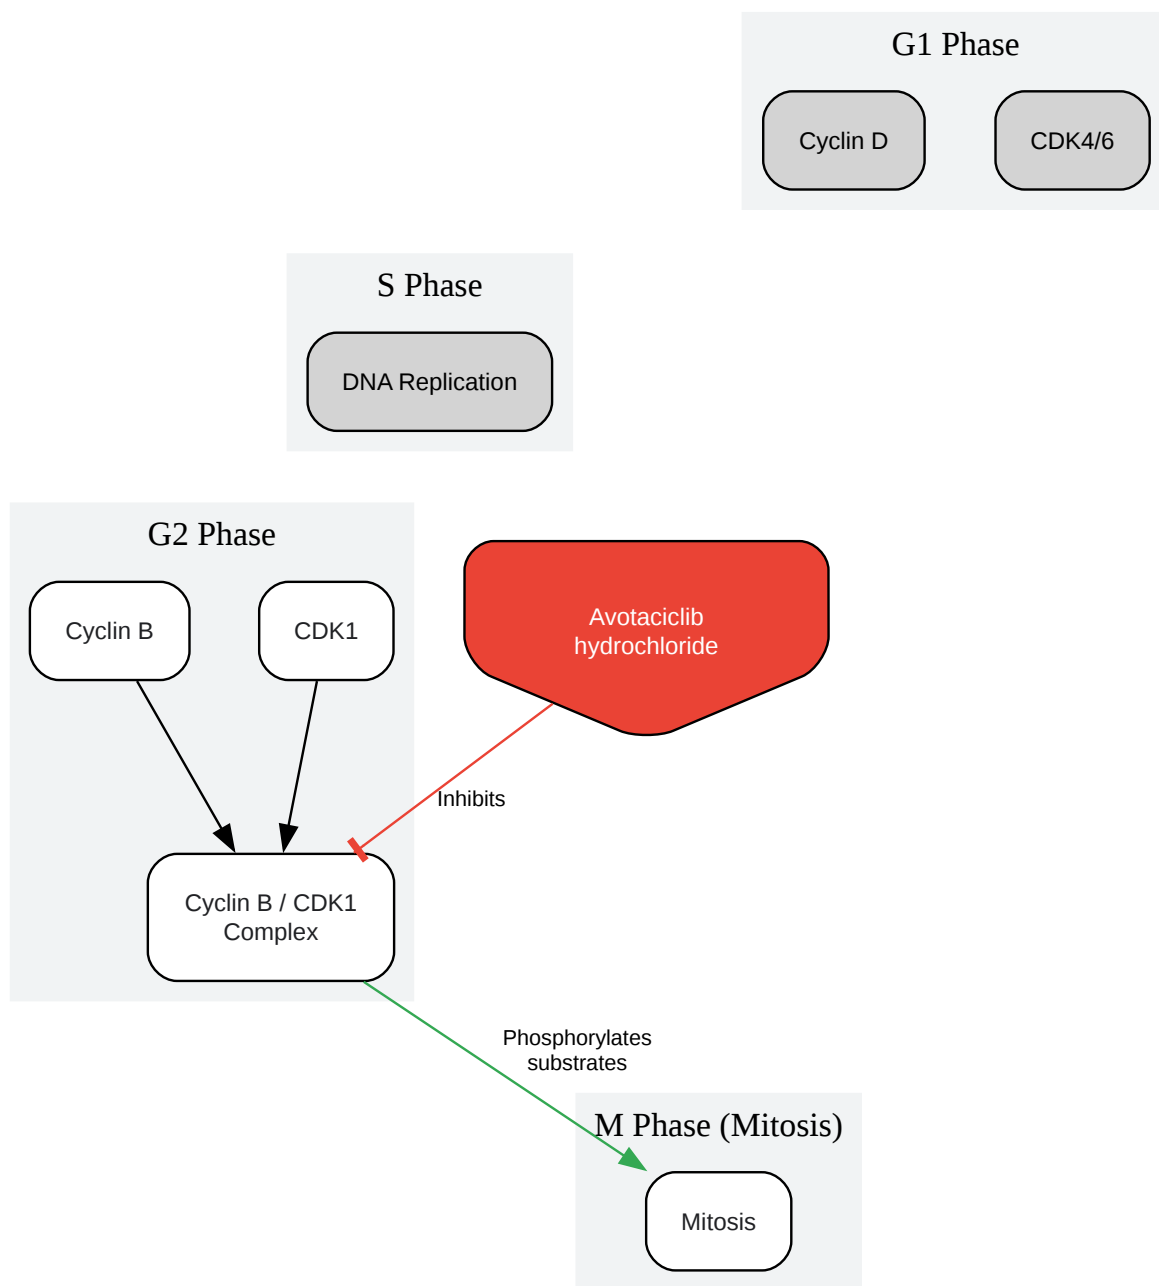 G1 Phase
Cyclin D
CDK4/6
S Phase
DNA Replication
G2 Phase
Cyclin B
CDK1
Avotaciclib
hydrochloride
Inhibits
Cyclin B / CDK1
Complex
Phosphorylates
substrates
M Phase (Mitosis)
Mitosis